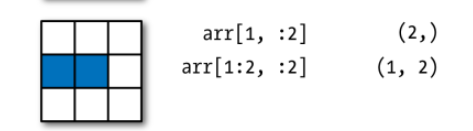 arr[1, :2] (2,)
arr[1:2, :2] (1, 2)